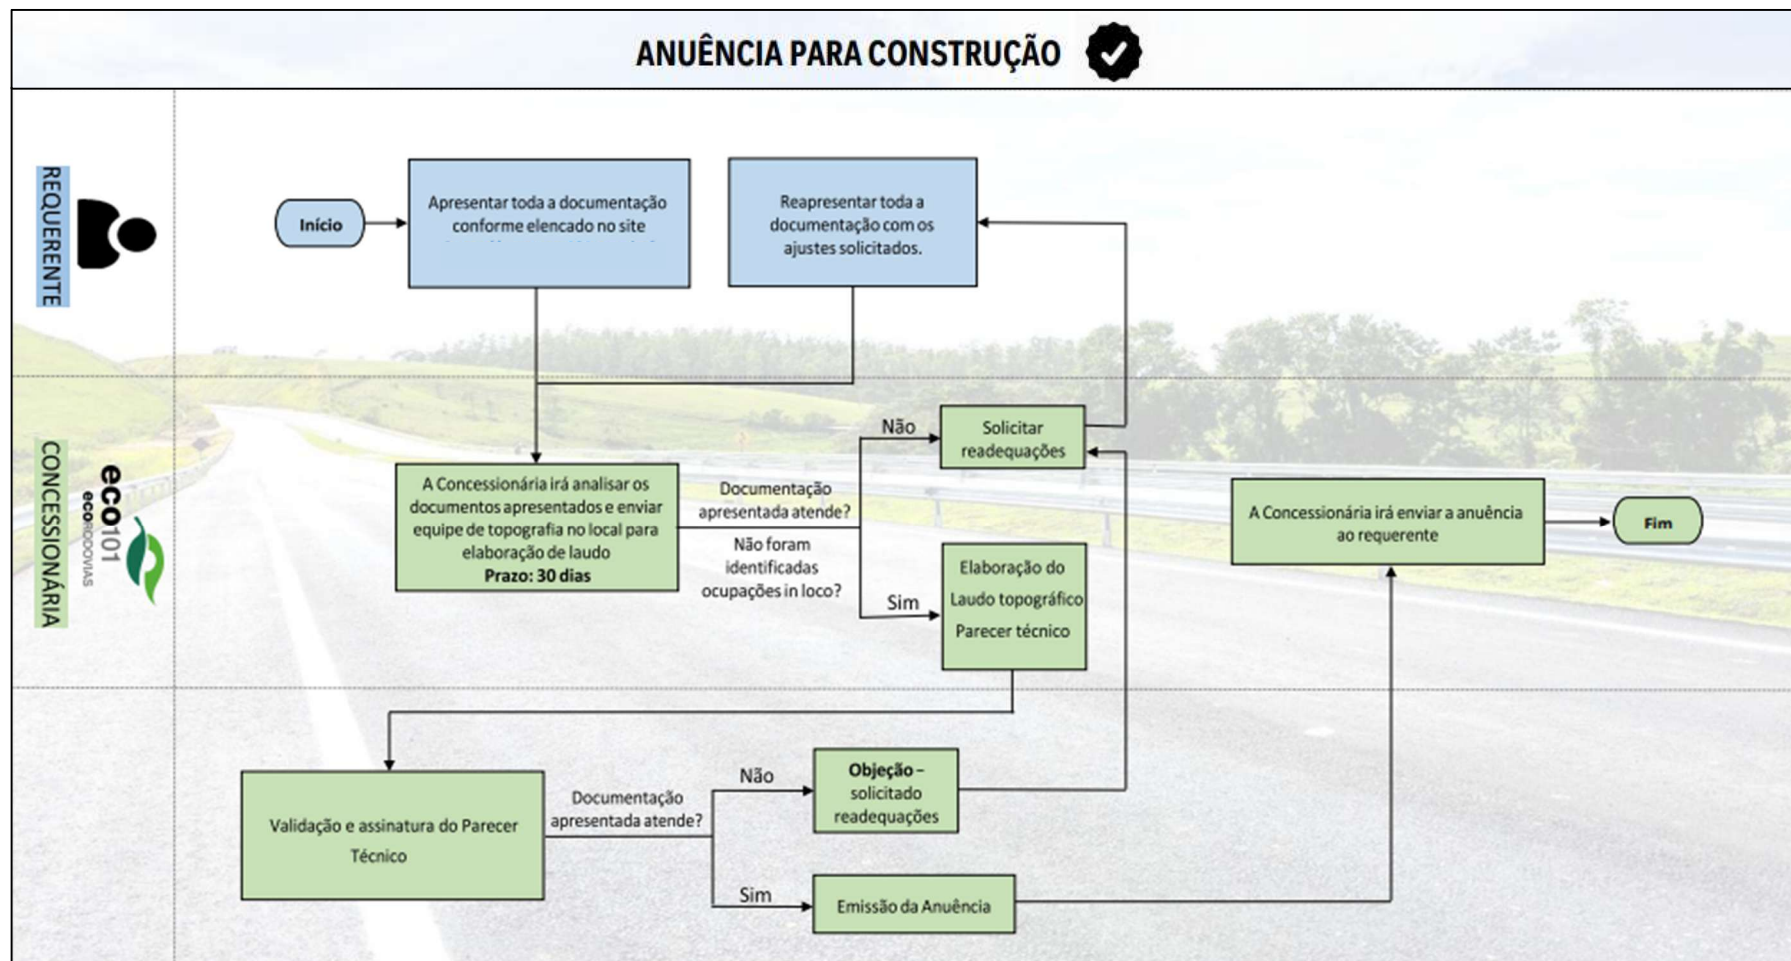 ANUÊNCIA PARA CONSTRUÇÃO
REQUERENTE
Início
Apresentar toda a documentação
conforme elencado no site
Reapresentar toda a
documentação com os
ajustes solicitados.
CONCESSIONÁRIA
eco101
ecoRODOVIAS
A Concessionária irá analisar os
documentos apresentados e enviar
equipe de topografia no local para
elaboração de laudo
Prazo: 30 dias
Documentação
apresentada atende?
Não foram
identificadas
ocupações in loco?
Não
Solicitar
readequações
Sim
Elaboração do
Laudo topográfico
Parecer técnico
A Concessionária irá enviar a anuência
ao requerente
Fim
Validação e assinatura do Parecer
Técnico
Documentação
apresentada atende?
Não
Objeção –
solicitado
readequações
Sim
Emissão da Anuência